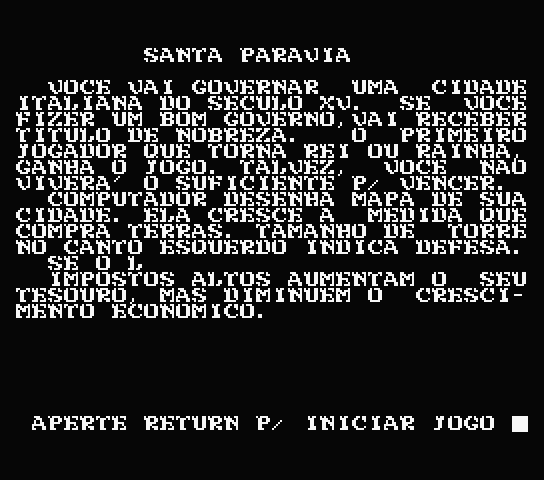 SANTA PARAVIA
VOCE VAI GOVERNAR UMA CIDADE
ITALIANA DO SECULO XV. SE VOCE
FIZER UM BOM GOVERNO,VAI RECEBER
TITULO DE NOBREZA. O PRIMEIRO
JOGADOR QUE TORNA REI OU RAINHA,
GANHA O JOGO. TALVEZ, VOCE NAO
VIVERA' O SUFICIENTE P/ VENCER.
COMPUTADOR DESENHA MAPA DE SUA
CIDADE. ELA CRESCE A MEDIDA QUE
COMPRA TERRAS. TAMANHO DE TORRE
NO CANTO ESQUERDO INDICA DEFESA.
SE O L
IMPOSTOS ALTOS AUMENTAM O SEU
TESOURO, MAS DIMINUEM O CRESCI-
MENTO ECONOMICO.
APERTE RETURN P/ INICIAR JOGO